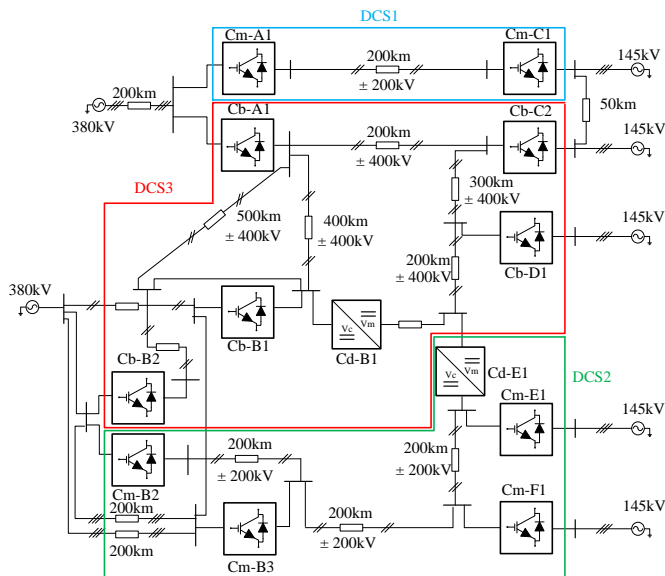 DCS1
Cm-A1
Cm-C1
200km
± 200kV
145kV
200km
380kV
50km
Cb-A1
Cb-C2
200km
± 400kV
145kV
DCS3
500km
± 400kV
400km
± 400kV
300km
± 400kV
200km
± 400kV
Cb-D1
145kV
380kV
Cb-B1
Vc
Vm
Cd-B1
Cb-B2
Vc
Vm
Cd-E1
DCS2
Cm-E1
145kV
Cm-B2
200km
± 200kV
200km
± 200kV
200km
200km
Cm-B3
200km
± 200kV
Cm-F1
145kV